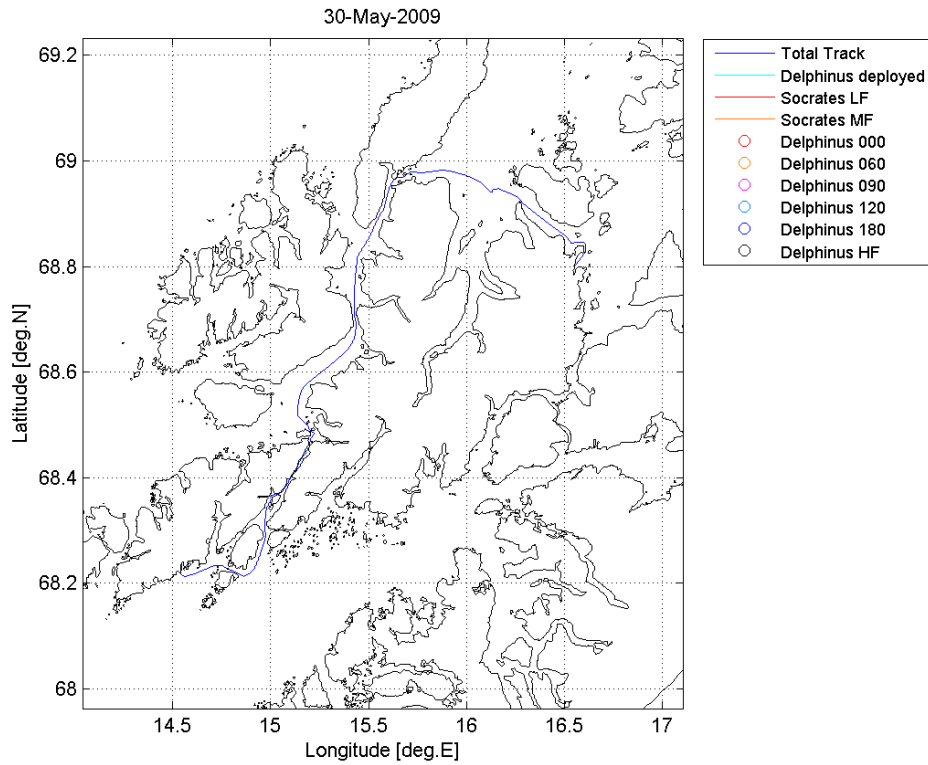 30-May-2009
69.2
69
68.8
68.6
68.4
68.2
68
Latitude [deg.N]
14.5 15 15.5 16 16.5 17
Longitude [deg.E]
Total Track
Delphinus deployed
Socrates LF
Socrates MF
Delphinus 000
Delphinus 060
Delphinus 090
Delphinus 120
Delphinus 180
Delphinus HF